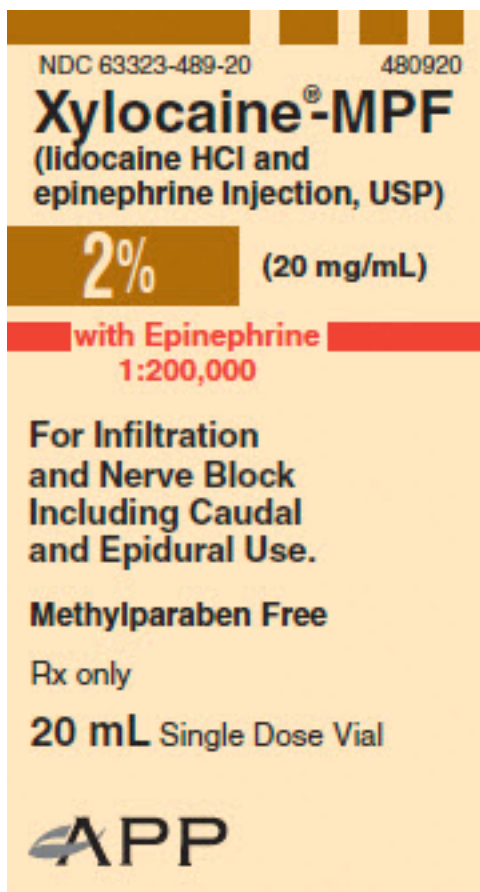 NDC 63323-489-20 480920
Xylocaine®-MPF
(lidocaine HCl and
epinephrine Injection, USP)
2% (20 mg/mL)
with Epinephrine
1:200,000
For Infiltration
and Nerve Block
Including Caudal
and Epidural Use.
Methylparaben Free
Rx only
20 mL Single Dose Vial
APP